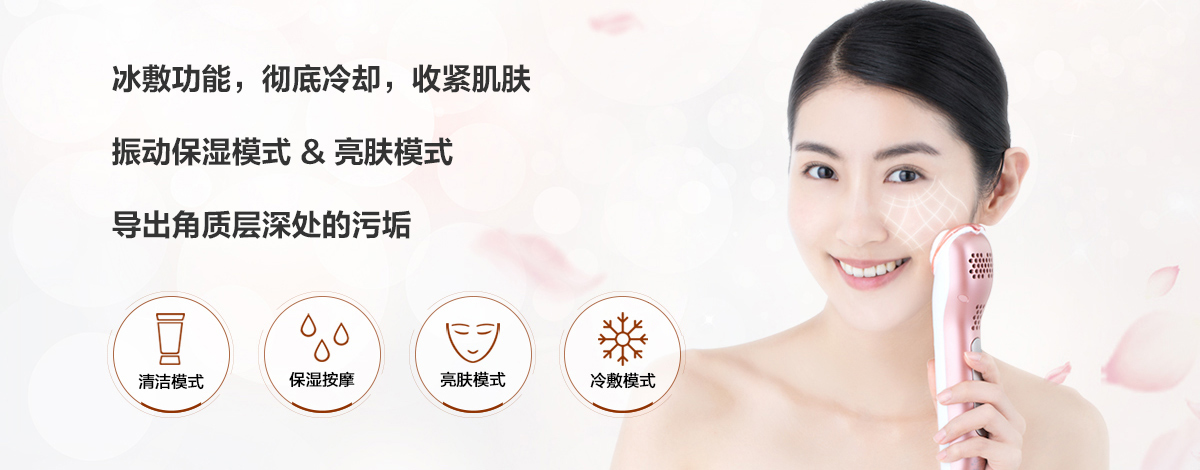 冰敷功能，彻底冷却，收紧肌肤
振动保湿模式 & 亮肤模式
导出角质层深处的污垢
清洁模式
保湿按摩
亮肤模式
冷敷模式